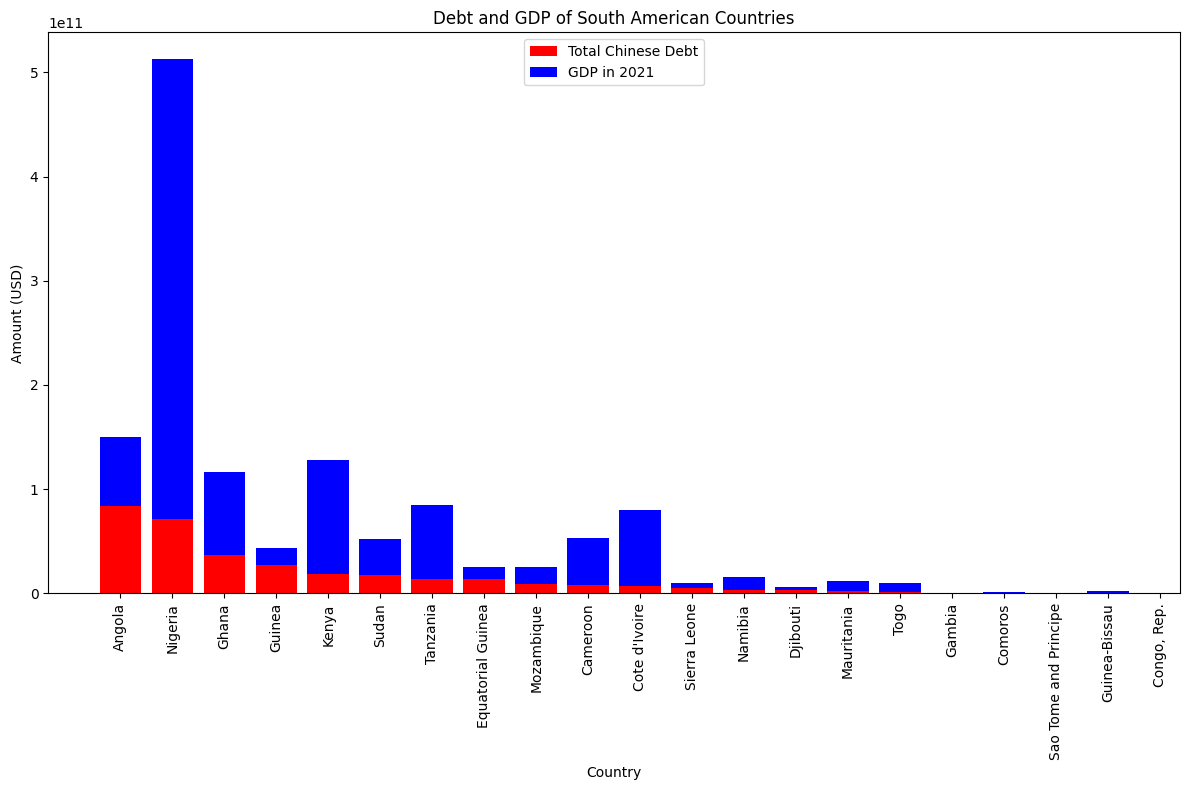 Debt and GDP of South American Countries
1e11
Total Chinese Debt
GDP in 2021
5
4
3
2
1
0
Amount (USD)
Angola
Nigeria
Ghana
Guinea
Kenya
Sudan
Tanzania
Equatorial Guinea
Mozambique
Cameroon
Cote d'Ivoire
Sierra Leone
Namibia
Djibouti
Mauritania
Togo
Gambia
Comoros
Sao Tome and Principe
Guinea-Bissau
Congo, Rep.
Country